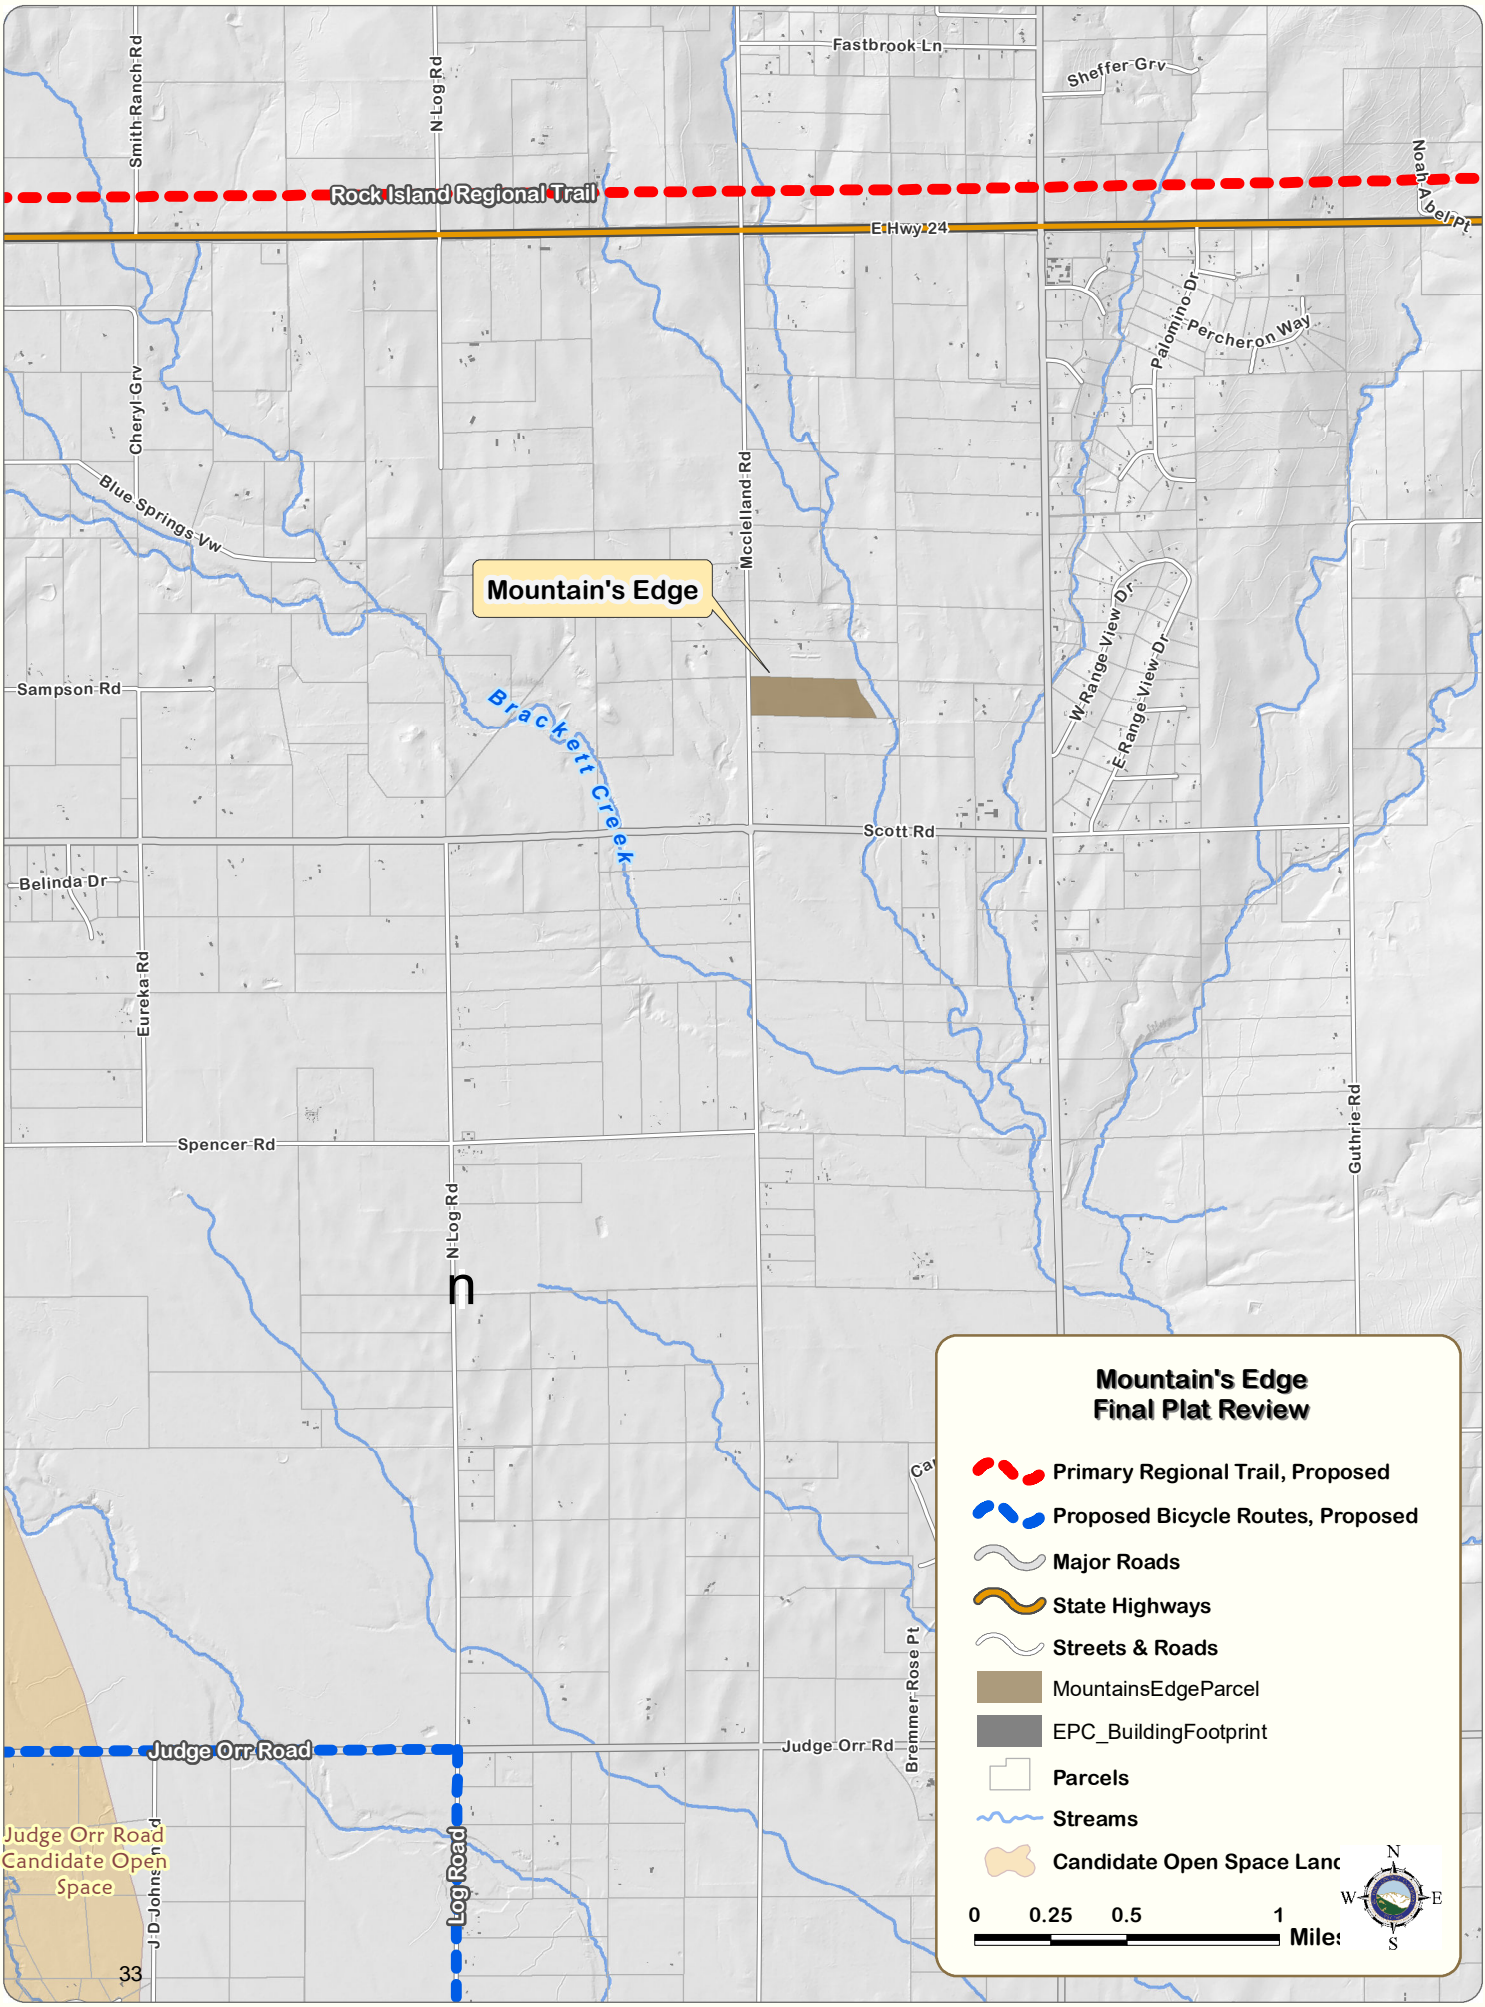 Fastbrook Ln
Sheffer Grv
Smith Ranch Rd
N Log Rd
Noah Abel Pt
Rock Island Regional Trail
E Hwy 24
Palomino Dr
Percheron Way
Cheryl Grv
Mcclelland Rd
Blue Springs Vw
Mountain's Edge
W Range View Dr
E Range View Dr
Sampson Rd
Brackett Creek
Scott Rd
Belinda Dr
Eureka Rd
Guthrie Rd
Spencer Rd
N Log Rd
n
Mountain's Edge
Final Plat Review
Primary Regional Trail, Proposed
Proposed Bicycle Routes, Proposed
Major Roads
State Highways
Streets & Roads
MountainsEdgeParcel
EPC_BuildingFootprint
Parcels
Streams
Candidate Open Space Land
0 0.25 0.5 1
Miles
N
W E
S
Car
Bremmer Rose Pt
Judge Orr Road
Judge Orr Rd
Judge Orr Road
Candidate Open
Space
J D Johnson Rd
Log Road
33